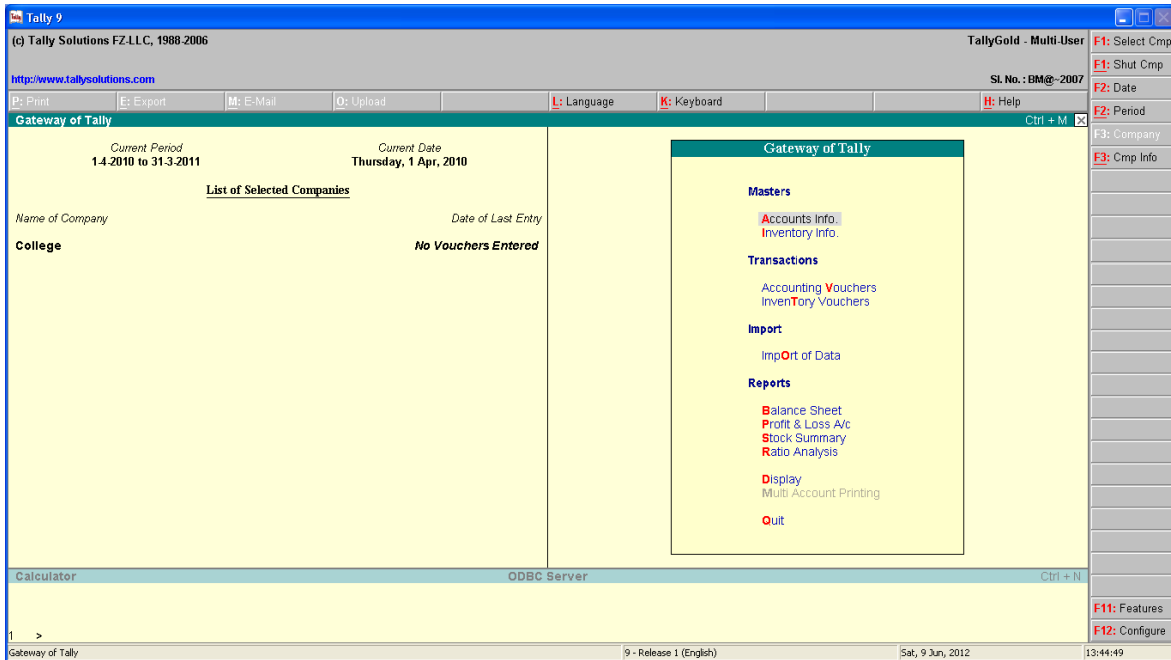 Tally 9
(c) Tally Solutions FZ-LLC, 1988-2006
TallyGold - Multi-User
F1: Select Cmp
http://www.tallysolutions.com
Sl. No. : BM@~2007
F1: Shut Cmp
F2: Date
P: Print E: Export M: E-Mail O: Upload L: Language K: Keyboard H: Help
F2: Period
Gateway of Tally
Ctrl + M
F3: Company
F3: Cmp Info
Current Period
1-4-2010 to 31-3-2011
Current Date
Thursday, 1 Apr, 2010
List of Selected Companies
Name of Company Date of Last Entry
College No Vouchers Entered
Gateway of Tally
Masters
Accounts Info.
Inventory Info.
Transactions
Accounting Vouchers
InvenTory Vouchers
Import
ImpOrt of Data
Reports
Balance Sheet
Profit & Loss A/c
Stock Summary
Ratio Analysis
Display
Multi Account Printing
Quit
Calculator ODBC Server Ctrl + N
1 >
F11: Features
F12: Configure
Gateway of Tally 9 - Release 1 (English) Sat, 9 Jun, 2012 13:44:49